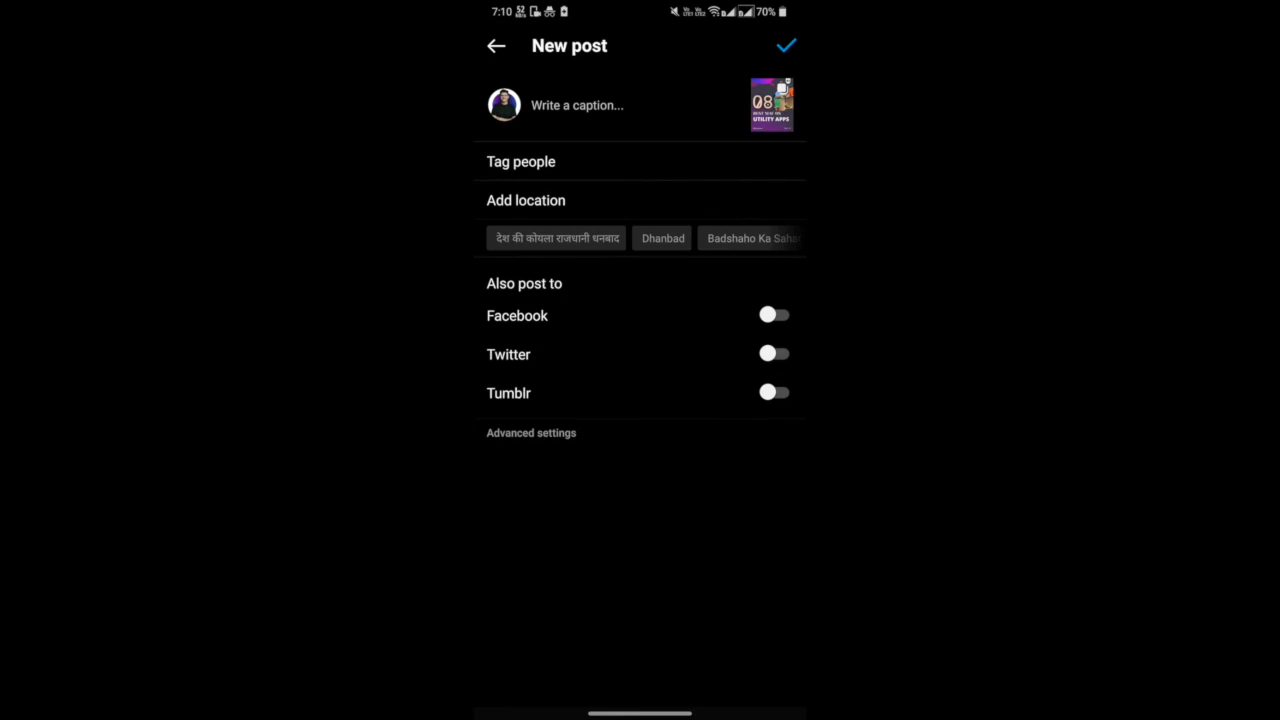 7:10 70%
New post
Write a caption...
08
UTILITY APPS
Tag people
Add location
देश की कोयला राजधानी धनबाद Dhanbad Badshaho Ka
Also post to
Facebook
Twitter
Tumblr
Advanced settings